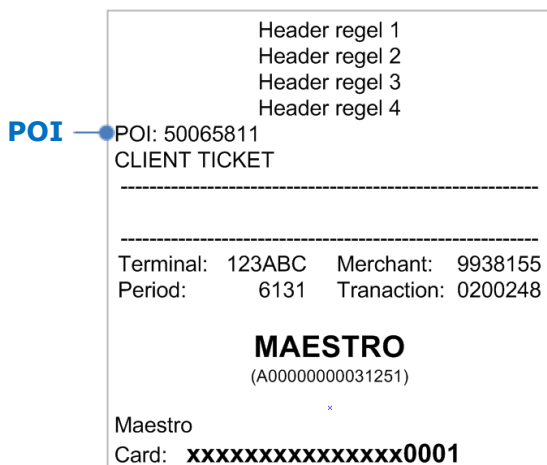 Header regel 1
Header regel 2
Header regel 3
Header regel 4
POI POI: 50065811
CLIENT TICKET
----------------------------------------------------------
----------------------------------------------------------
Terminal: 123ABC Merchant: 9938155
Period: 6131 Tranaction: 0200248
MAESTRO
(A00000000031251)
x
Maestro
Card: xxxxxxxxxxxxxxx0001